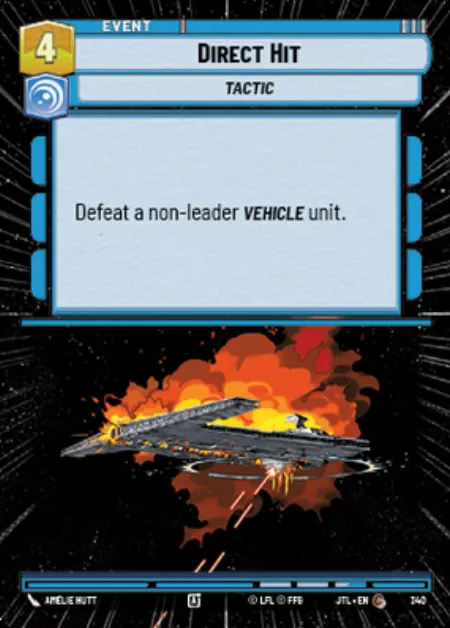 EVENT
4
DIRECT HIT
TACTIC
Defeat a non-leader VEHICLE unit.
AMÉLIE HUTT
© LFL © FFG
JTL • EN
340